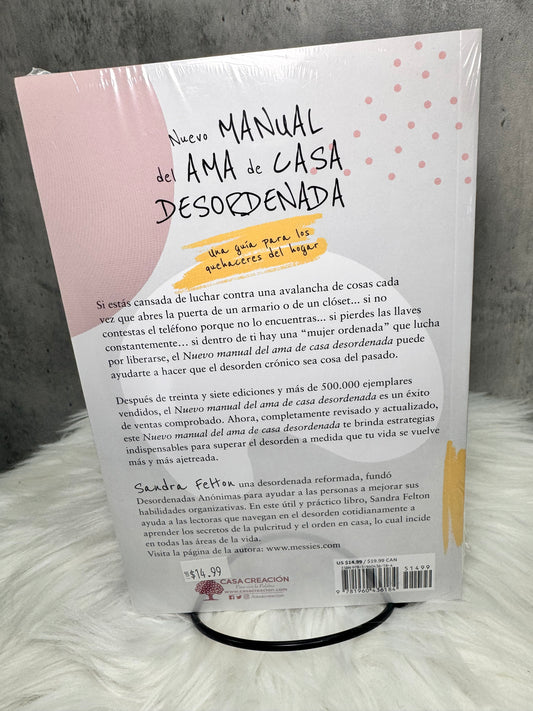 Nuevo MANUAL
del AMA de CASA
DESORDENADA
Una guía para los
quehaceres del hogar
Si estás cansada de luchar contra una avalancha de cosas cada
vez que abres la puerta de un armario o de un clóset... si no
contestas el teléfono porque no lo encuentras... si pierdes las llaves
constantemente... si dentro de ti hay una “mujer ordenada” que lucha
por liberarse, el Nuevo manual del ama de casa desordenada puede
ayudarte a hacer que el desorden crónico sea cosa del pasado.
Después de treinta y siete ediciones y más de 500.000 ejemplares
vendidos, el Nuevo manual del ama de casa desordenada es un éxito
de ventas comprobado. Ahora, completamente revisado y actualizado,
este Nuevo manual del ama de casa desordenada te brinda estrategias
indispensables para superar el desorden a medida que tu vida se vuelve
más y más ajetreada.
Sandra Felton una desordenada reformada, fundó
Desordenadas Anónimas para ayudar a las personas a mejorar sus
habilidades organizativas. En este útil y práctico libro, Sandra Felton
ayuda a las lectoras que navegan en el desorden cotidianamente a
aprender los secretos de la pulcritud y el orden en casa, lo cual incide
en todas las áreas de la vida.
Visita la página de la autora: www.messies.com
$14.99
CASA CREACIÓN
www.casacreacion.com
US $14.99 / $19.99 CAN
51499
9 781960 436184